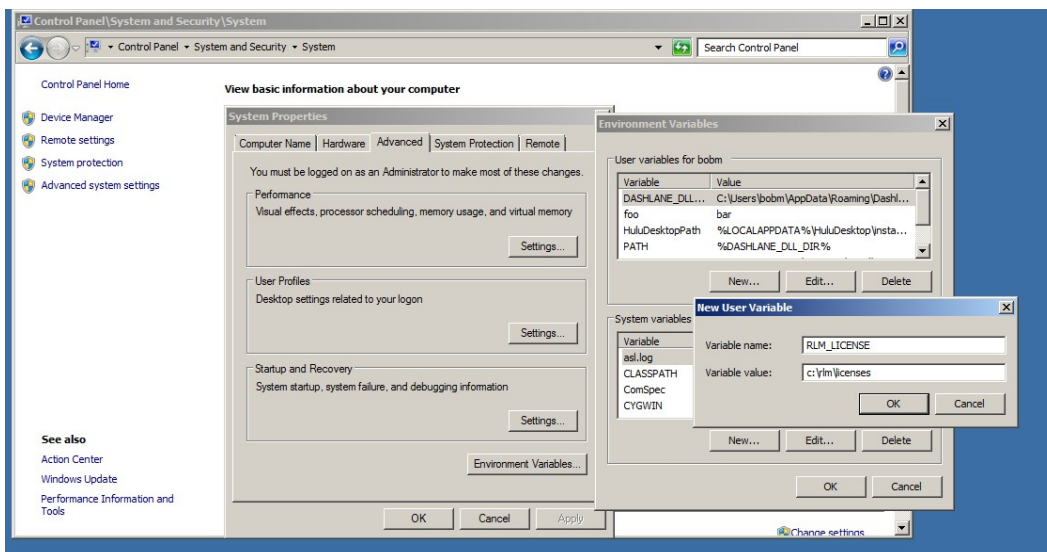 Control Panel\System and Security\System
Control Panel System and Security System
Search Control Panel
Control Panel Home
Device Manager
Remote settings
System protection
Advanced system settings
See also
Action Center
Windows Update
Performance Information and
Tools
View basic information about your computer
System Properties
Computer Name Hardware Advanced System Protection Remote
You must be logged on as an Administrator to make most of these changes.
Performance
Visual effects, processor scheduling, memory usage, and virtual memory
Settings...
User Profiles
Desktop settings related to your logon
Settings...
Startup and Recovery
System startup, system failure, and debugging information
Settings...
Environment Variables...
OK Cancel Apply
Environment Variables
User variables for bobm
Variable Value
DASHLANE_DLL... C:\Users\bobm\AppData\Roaming\Dashl...
foo bar
HuluDesktopPath %LOCALAPPDATA%\HuluDesktop\insta...
PATH %DASHLANE_DLL_DIR%
New... Edit... Delete
System variables
Variable
asl.log
CLASSPATH
ComSpec
CYGWIN
New User Variable
Variable name: RLM_LICENSE
Variable value: c:\rlm\licenses
OK Cancel
New... Edit... Delete
OK Cancel
Change settings